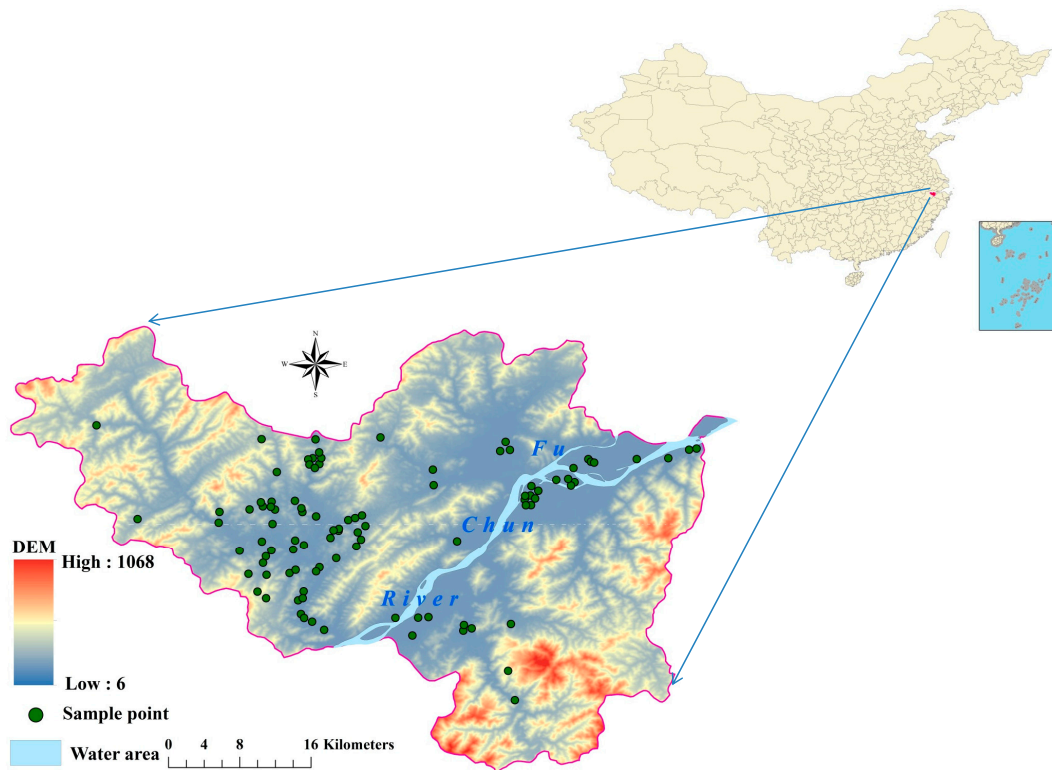 N
W E
S
Fu
Chun
River
DEM
High : 1068
Low : 6
Sample point
Water area
0 4 8 16 Kilometers